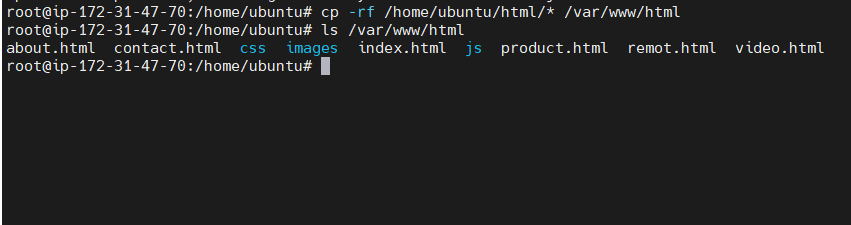 root@ip-172-31-47-70:/home/ubuntu# cp -rf /home/ubuntu/html/* /var/www/html
root@ip-172-31-47-70:/home/ubuntu# ls /var/www/html
about.html  contact.html  css  images  index.html  js  product.html  remot.html  video.html
root@ip-172-31-47-70:/home/ubuntu#